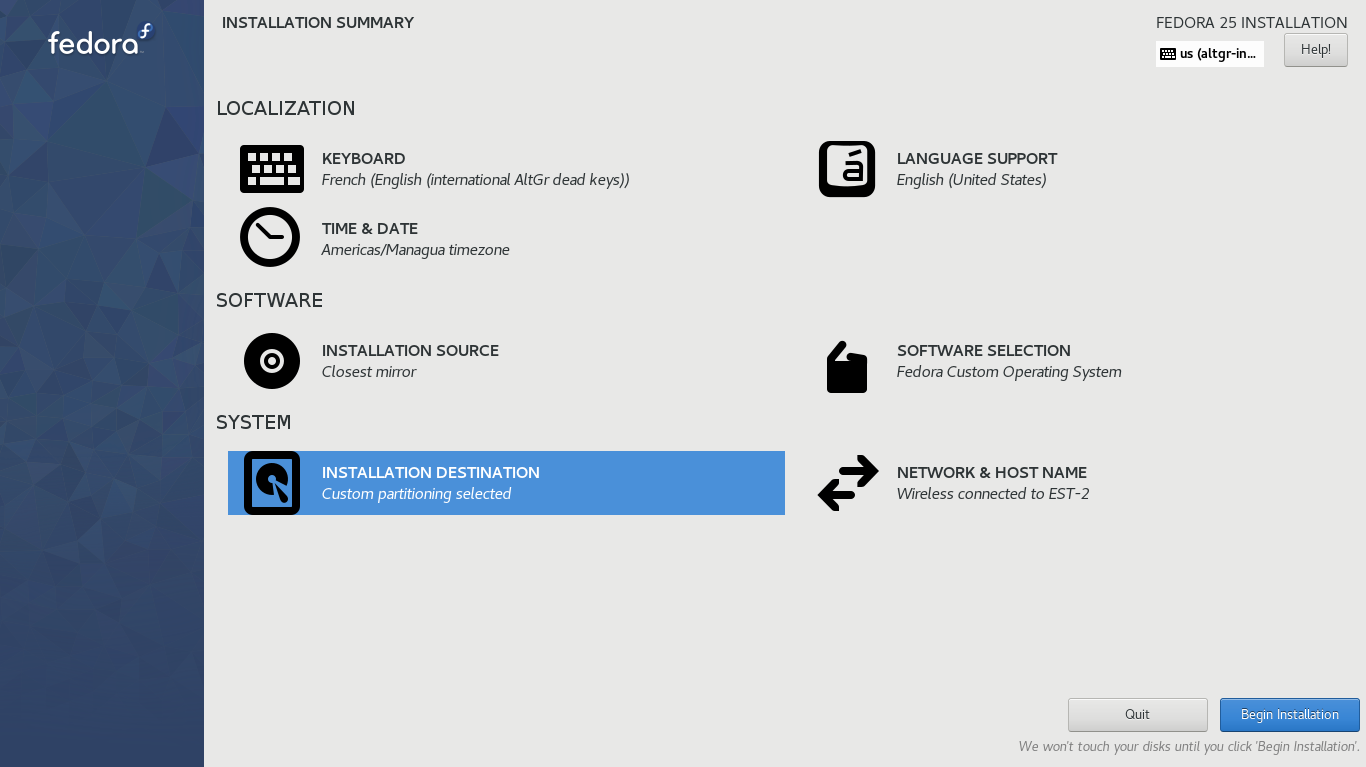 fedora
INSTALLATION SUMMARY
FEDORA 25 INSTALLATION
us (altgr-in...
Help!
LOCALIZATION
KEYBOARD
French (English (international AltGr dead keys))
LANGUAGE SUPPORT
English (United States)
TIME & DATE
Americas/Managua timezone
SOFTWARE
INSTALLATION SOURCE
Closest mirror
SOFTWARE SELECTION
Fedora Custom Operating System
SYSTEM
INSTALLATION DESTINATION
Custom partitioning selected
NETWORK & HOST NAME
Wireless connected to EST-2
Quit
Begin Installation
We won't touch your disks until you click 'Begin Installation'.